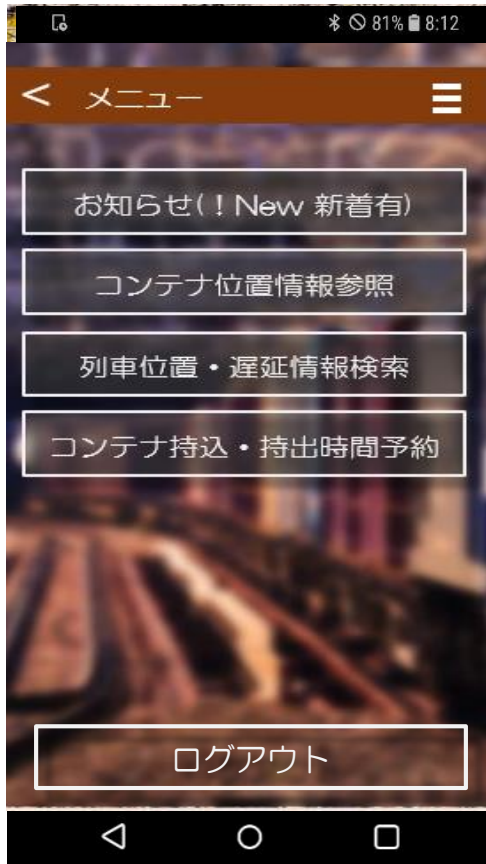 81% 8:12
< メニュー
お知らせ(！New 新着有)
コンテナ位置情報参照
列車位置・遅延情報検索
コンテナ持込・持出時間予約
ログアウト